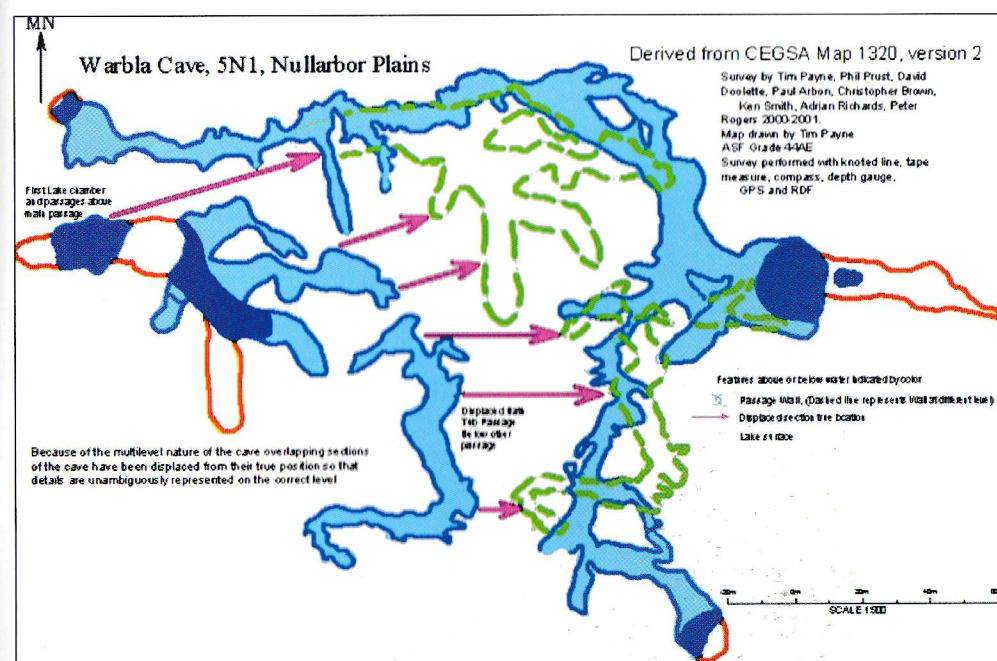 MN
Warbla Cave, 5N1, Nullarbor Plains
Derived from CEGSA Map 1320, version 2
Survey by Tim Payne, Phil Prust, David
Doolette, Paul Arbon, Christopher Brown,
Ken Smith, Adrian Richards, Peter
Rogers 2000-2001.
Map drawn by Tim Payne
ASF Grade 44AE
Survey performed with knotted line, tape
measure, compass, depth gauge,
GPS and RDF
First Lake chamber
and passages above
main passage
Features above or below water indicated by color
Passage Wall, (Dashed line represents Wall at different level)
Displaced section true location
Lake surface
Displaced Bath
Tub Passage
Below other
passage
Because of the multilevel nature of the cave overlapping sections
of the cave have been displaced from their true position so that
details are unambiguously represented on the correct level
SCALE 1:500